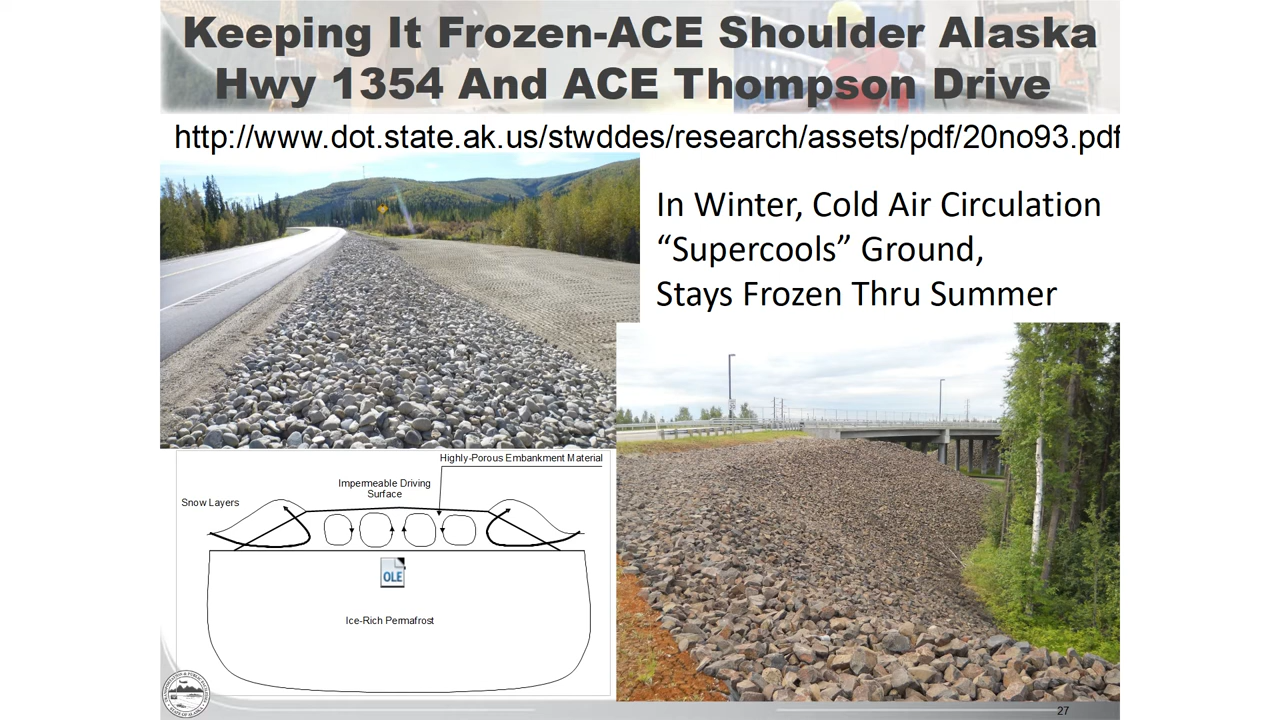 Keeping It Frozen-ACE Shoulder Alaska
Hwy 1354 And ACE Thompson Drive
http://www.dot.state.ak.us/stwddes/research/assets/pdf/20no93.pdf
In Winter, Cold Air Circulation
“Supercools” Ground,
Stays Frozen Thru Summer
Highly-Porous Embankment Material
Impermeable Driving
Surface
Snow Layers
OLE
Ice-Rich Permafrost
27